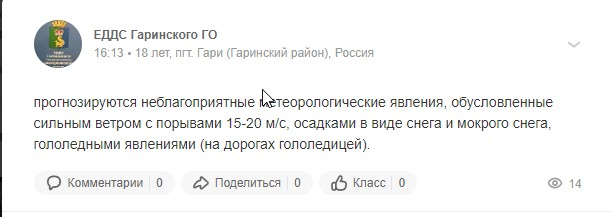 ЕДДС Гаринского ГО
16:13 • 18 лет, пгт. Гари (Гаринский район), Россия
прогнозируются неблагоприятные метеорологические явления, обусловленные
сильным ветром с порывами 15-20 м/с, осадками в виде снега и мокрого снега,
гололедными явлениями (на дорогах гололедицей).
Комментарии 0 Поделиться 0 Класс 0 14